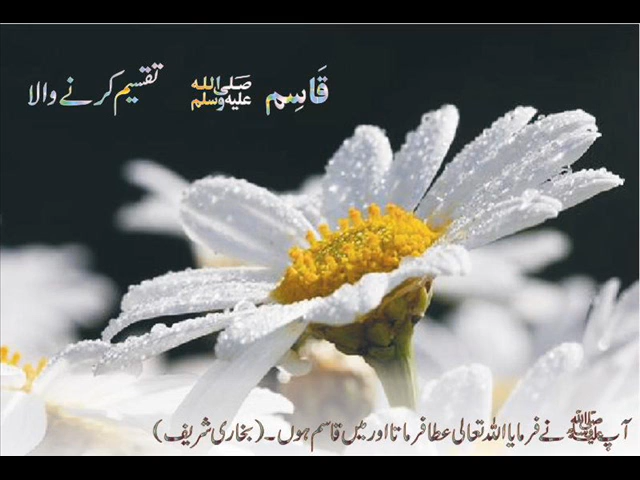 قَاسِم صلی اللہ علیہ وسلم تقسیم کرنے والا
آپ ﷺ نے فرمایا اللہ تعالی عطا فرماتا اور میں قاسم ہوں۔ (بخاری شریف)